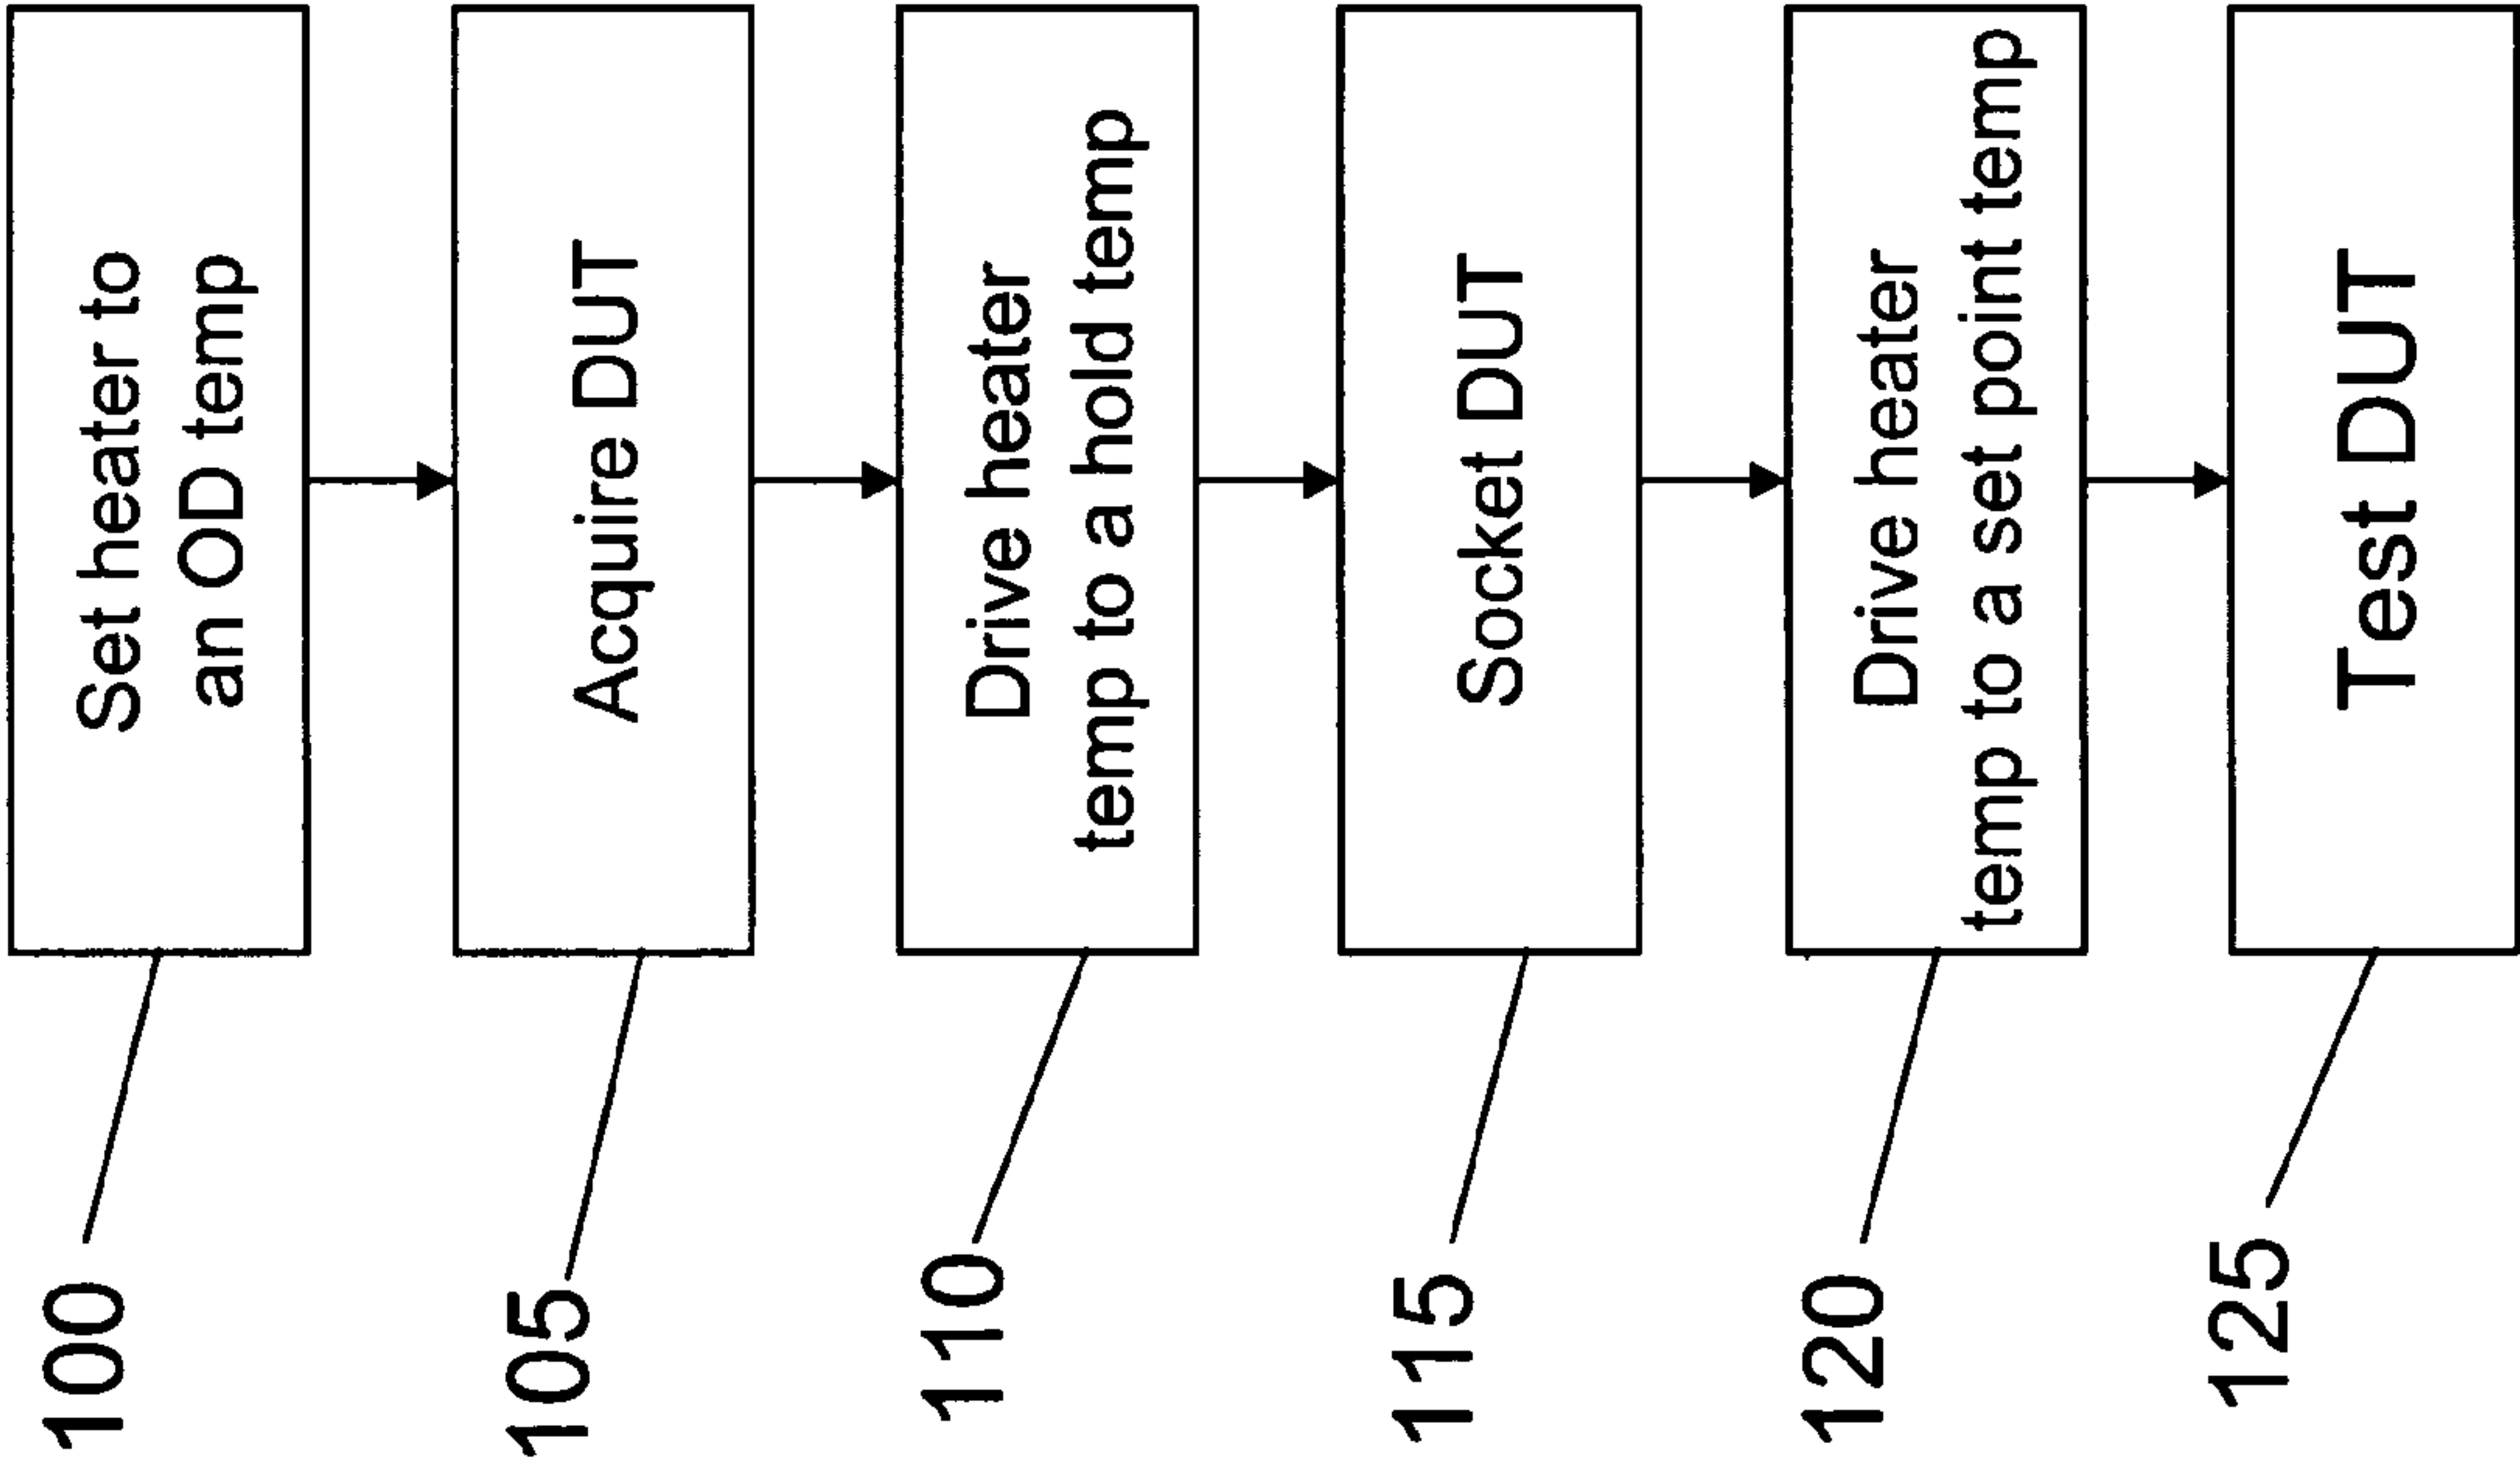 100
Set heater to
an OD temp
105
Acquire DUT
110
Drive heater
temp to a hold temp
115
Socket DUT
120
Drive heater
temp to a set point temp
125
Test DUT